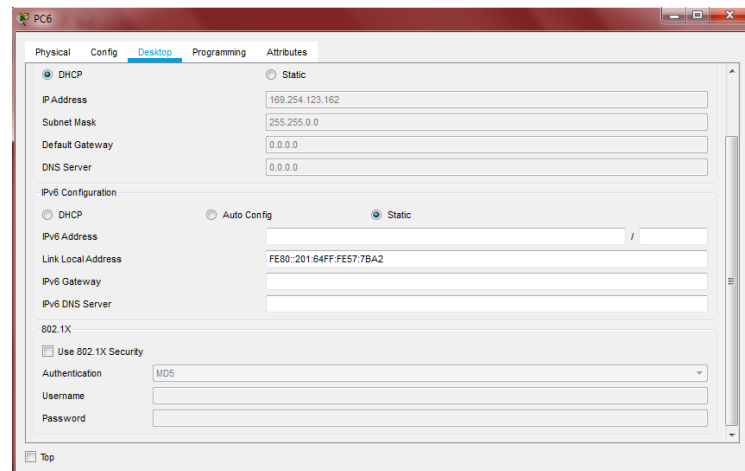 PC6
Physical Config Desktop Programming Attributes
DHCP Static
IP Address 169.254.123.162
Subnet Mask 255.255.0.0
Default Gateway 0.0.0.0
DNS Server 0.0.0.0
IPv6 Configuration
DHCP Auto Config Static
IPv6 Address /
Link Local Address FE80::201:64FF:FE57:7BA2
IPv6 Gateway
IPv6 DNS Server
802.1X
Use 802.1X Security
Authentication MD5
Username
Password
Top